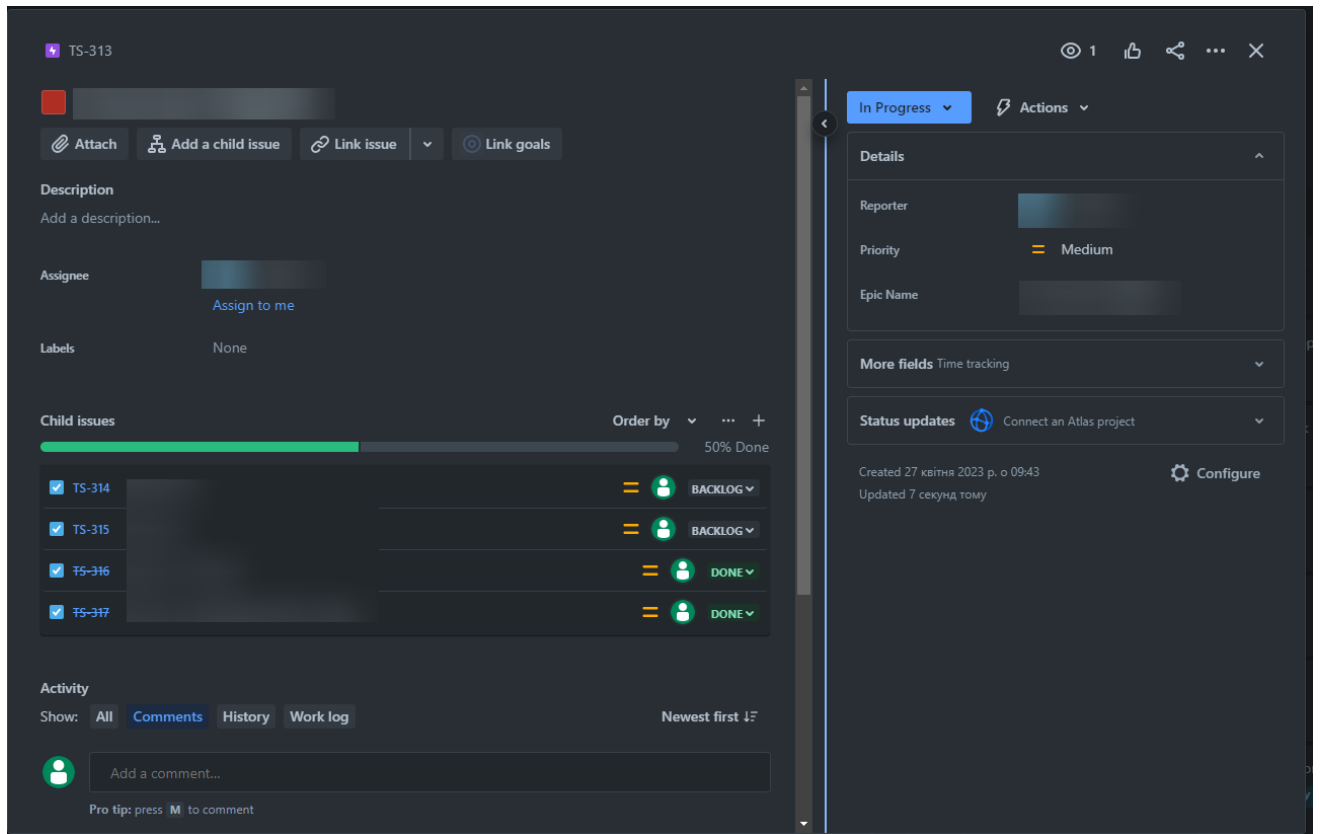 TS-313
1
Attach
Add a child issue
Link issue
Link goals
Description
Add a description...
Assignee
Assign to me
Labels
None
Child issues
Order by
50% Done
TS-314
BACKLOG
TS-315
BACKLOG
TS-316
DONE
TS-317
DONE
Activity
Show: All Comments History Work log
Newest first
Add a comment...
Pro tip: press M to comment
In Progress
Actions
Details
Reporter
Priority
Medium
Epic Name
More fields Time tracking
Status updates Connect an Atlas project
Created 27 квітня 2023 р. о 09:43
Updated 7 секунд тому
Configure